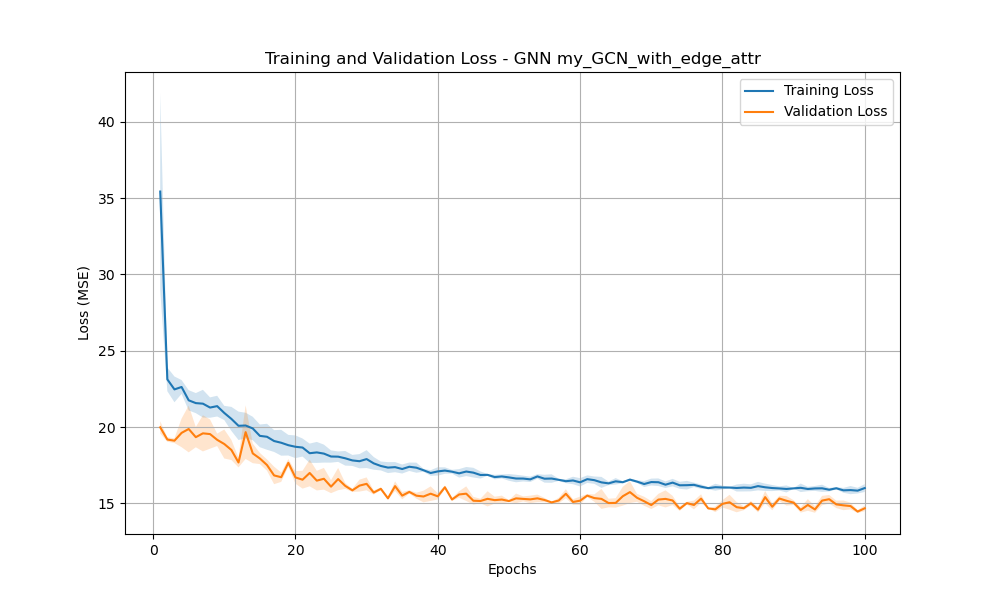 Training and Validation Loss - GNN my_GCN_with_edge_attr
Training Loss
Validation Loss
Loss (MSE)
40
35
30
25
20
15
0 20 40 60 80 100
Epochs